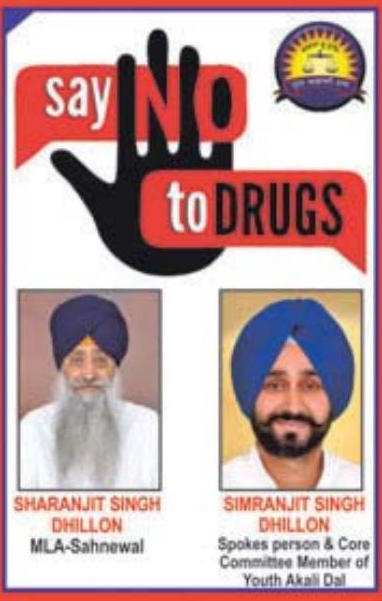 say NO
to DRUGS
SHARANJIT SINGH
DHILLON
MLA-Sahnewal
SIMRANJIT SINGH
DHILLON
Spokes person & Core
Committee Member of
Youth Akali Dal